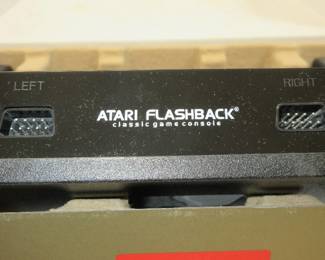 LEFT
RIGHT
ATARI FLASHBACK®
classic game console